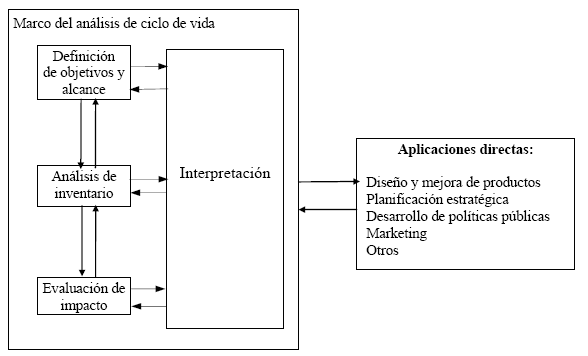 Marco del análisis de ciclo de vida
Definición
de objetivos y
alcance
Análisis de
inventario
Evaluación de
impacto
Interpretación
Aplicaciones directas:
Diseño y mejora de productos
Planificación estratégica
Desarrollo de políticas públicas
Marketing
Otros